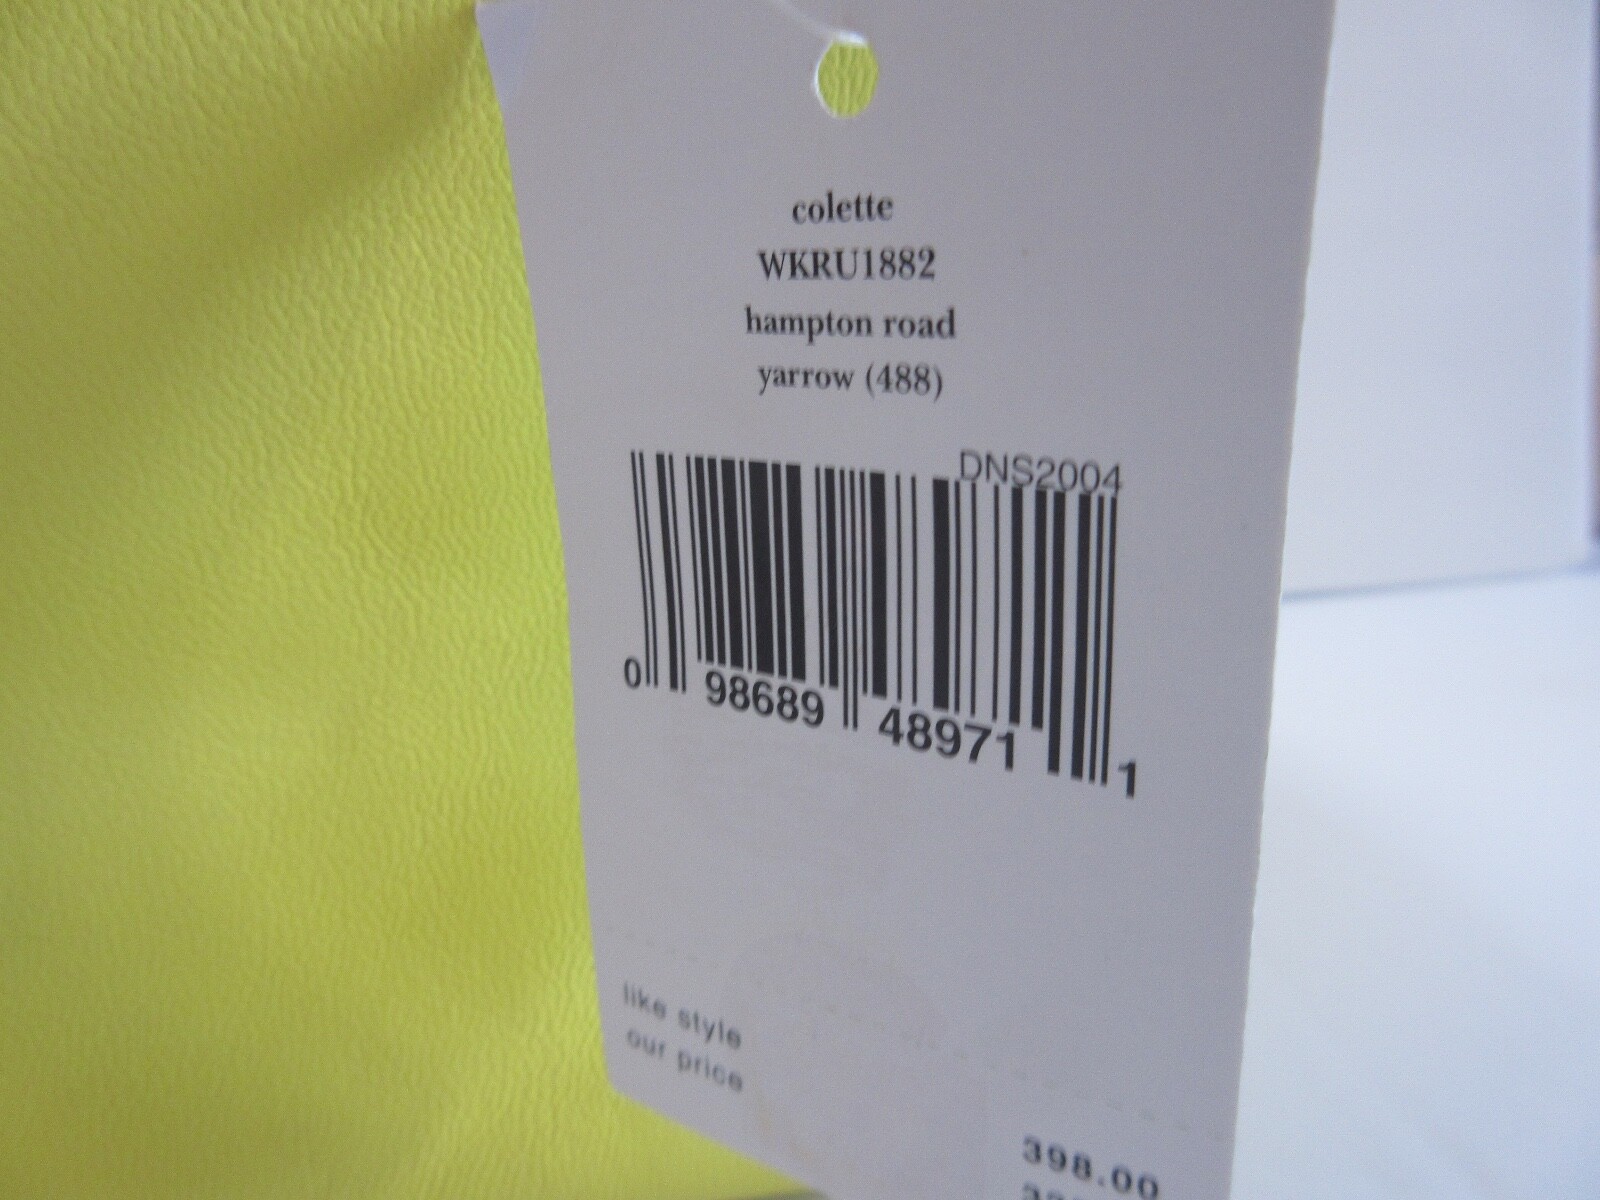 colette
WKRU1882
hampton road
yarrow (488)
DNS2004
0 98689 48971 1
like style 398.00
our price